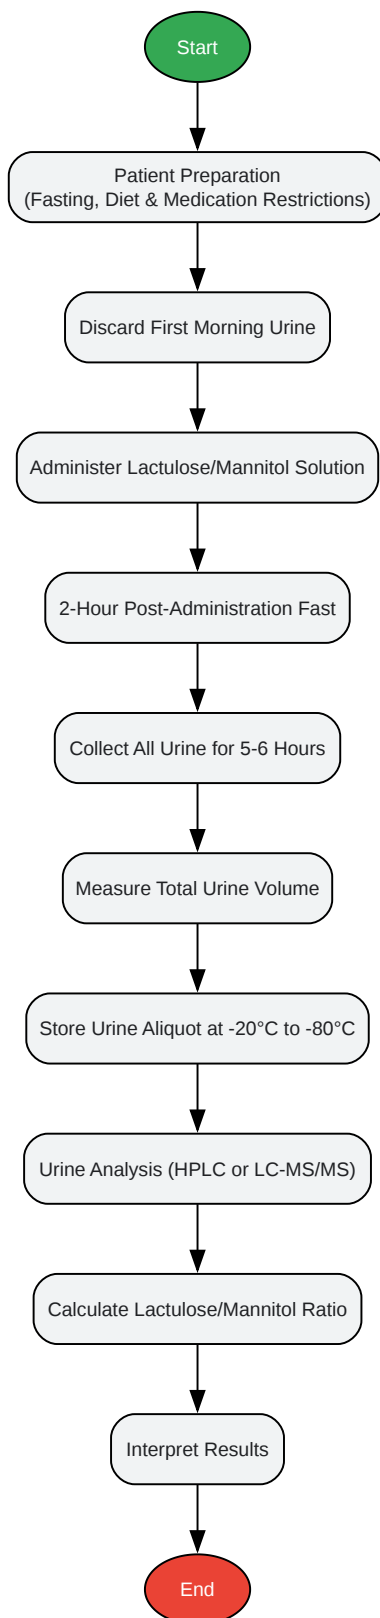 Start
Patient Preparation
(Fasting, Diet & Medication Restrictions)
Discard First Morning Urine
Administer Lactulose/Mannitol Solution
2-Hour Post-Administration Fast
Collect All Urine for 5-6 Hours
Measure Total Urine Volume
Store Urine Aliquot at -20°C to -80°C
Urine Analysis (HPLC or LC-MS/MS)
Calculate Lactulose/Mannitol Ratio
Interpret Results
End